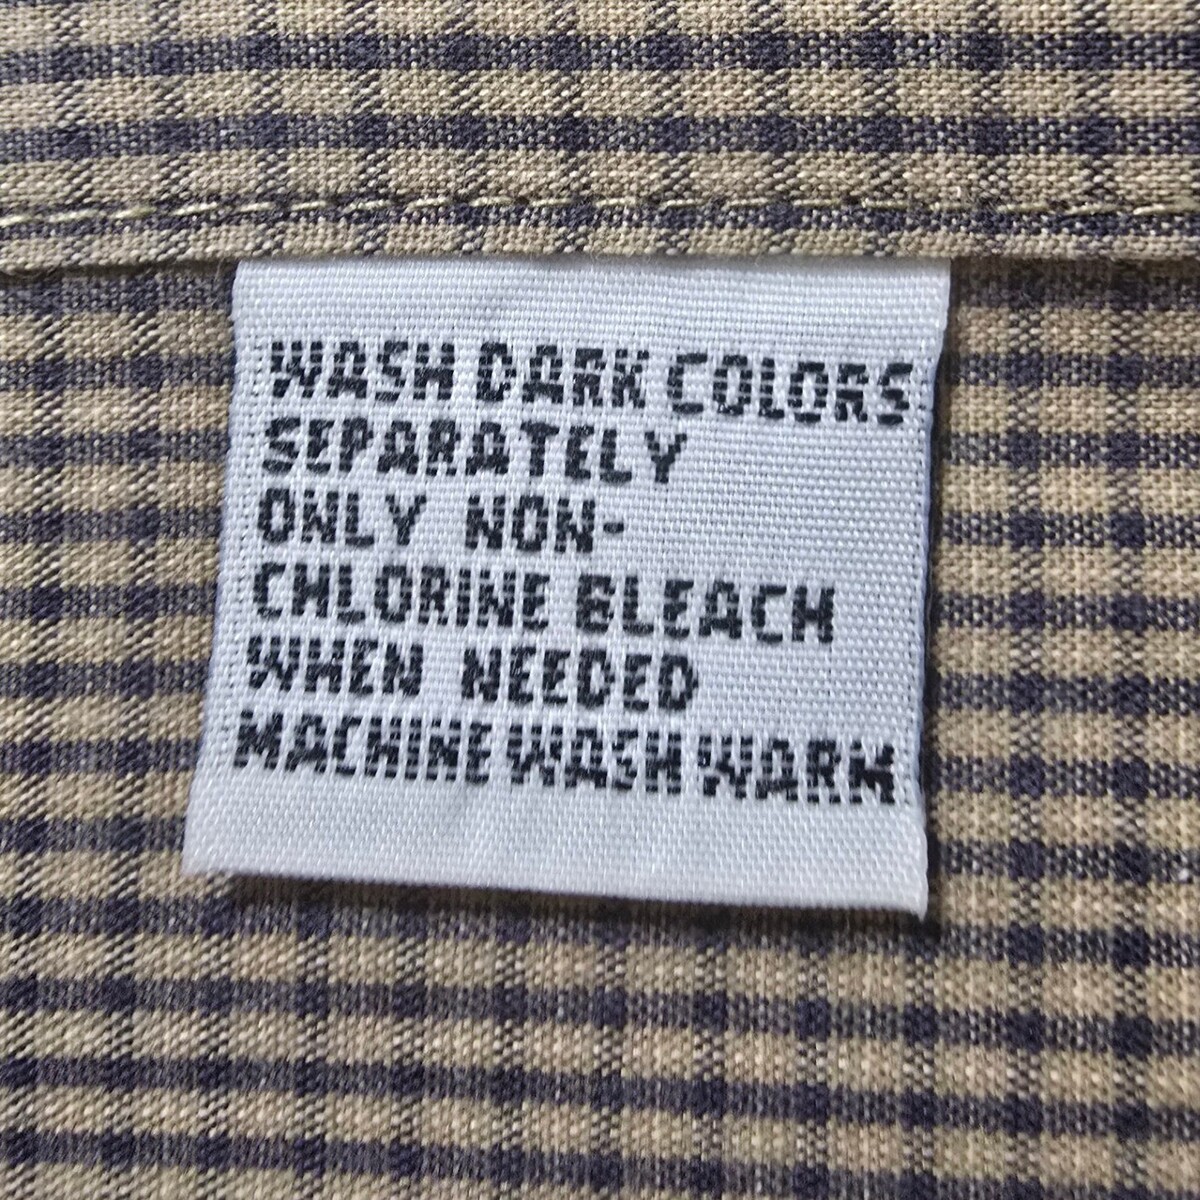 WASH DARK COLORS
SEPARATELY
ONLY NON-
CHLORINE BLEACH
WHEN NEEDED
MACHINE WASH WARM